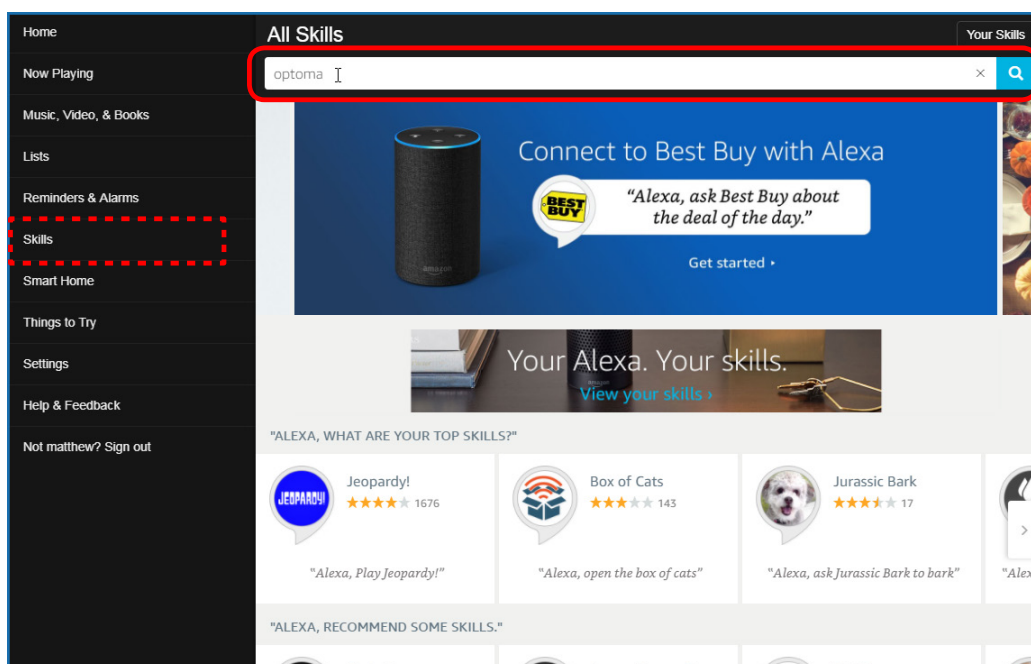 Home
Now Playing
Music, Video, & Books
Lists
Reminders & Alarms
Skills
Smart Home
Things to Try
Settings
Help & Feedback
Not matthew? Sign out
All Skills
Your Skills
optoma
×
Connect to Best Buy with Alexa
BEST
BUY
“Alexa, ask Best Buy about
the deal of the day.”
Get started ›
amazon
Your Alexa. Your skills.
View your skills ›
"ALEXA, WHAT ARE YOUR TOP SKILLS?"
JEOPARDY!
Jeopardy!
1676
"Alexa, Play Jeopardy!"
Box of Cats
143
"Alexa, open the box of cats"
Jurassic Bark
17
"Alexa, ask Jurassic Bark to bark"
"Alex
"ALEXA, RECOMMEND SOME SKILLS."